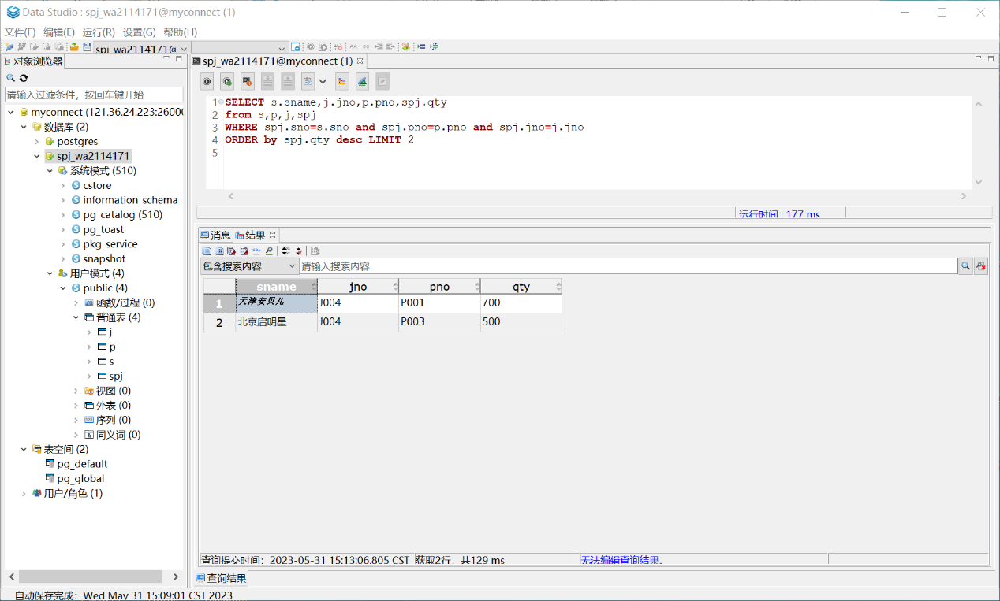 Data Studio : spj_wa2114171@myconnect (1)
文件(F) 编辑(E) 运行(R) 设置(G) 帮助(H)
spj_wa2114171@
对象浏览器
请输入过滤条件，按回车键开始
myconnect (121.36.24.223:26000
数据库 (2)
postgres
spj_wa2114171
系统模式 (510)
cstore
information_schema
pg_catalog (510)
pg_toast
pkg_service
snapshot
用户模式 (4)
public (4)
函数/过程 (0)
普通表 (4)
j
p
s
spj
视图 (0)
外表 (0)
序列 (0)
同义词 (0)
表空间 (2)
pg_default
pg_global
用户/角色 (1)
spj_wa2114171@myconnect (1)
1 SELECT s.sname,j.jno,p.pno,spj.qty
2 from s,p,j,spj
3 WHERE spj.sno=s.sno and spj.pno=p.pno and spj.jno=j.jno
4 ORDER by spj.qty desc LIMIT 2
5
运行时间 : 177 ms
消息 结果
包含搜索内容 请输入搜索内容
sname jno pno qty
1 天津安贝儿 J004 P001 700
2 北京启明星 J004 P003 500
查询提交时间：2023-05-31 15:13:06.805 CST 获取2行，共129 ms 无法编辑查询结果。
查询结果
自动保存完成：Wed May 31 15:09:01 CST 2023